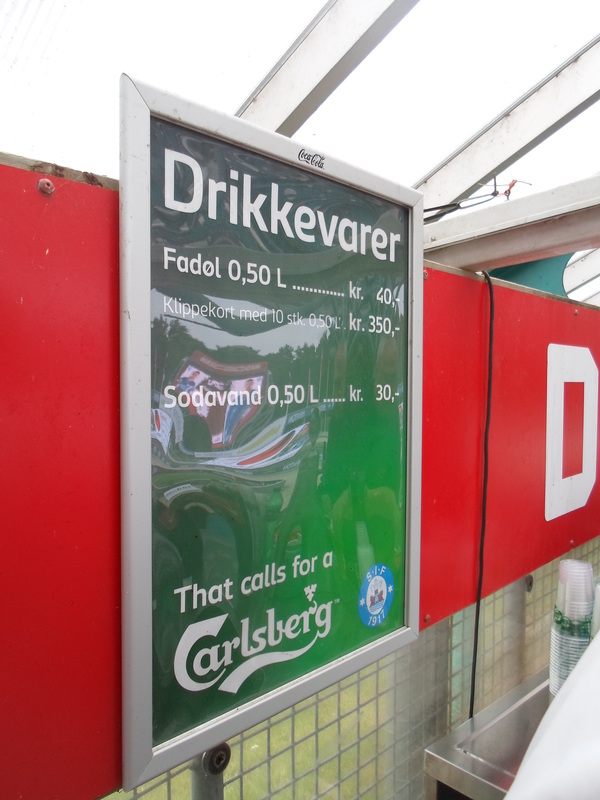 Coca-Cola
Drikkevarer
Fadøl 0,50 L ............ kr. 40,-
Klippekort med 10 stk. 0,50 L . kr. 350,-
Sodavand 0,50 L ...... kr. 30,-
That calls for a
Carlsberg
S·I·F
1917
D